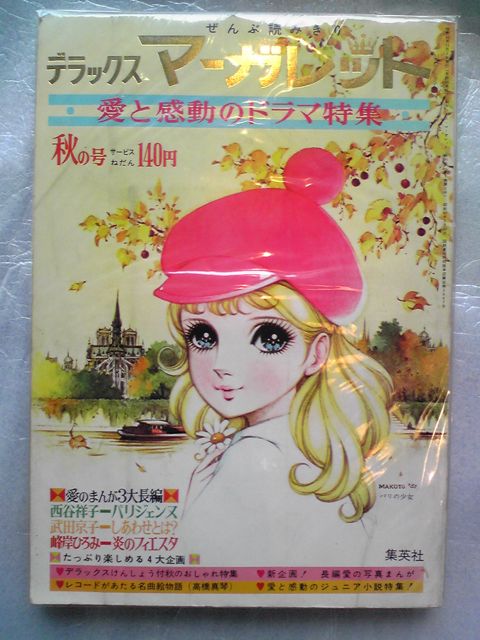 ぜんぶ読みきり
デラックス マーガレット
愛と感動のドラマ特集
秋の号 サービス ねだん 140円
MAKOTO
パリの少女
愛のまんが3大長編
西谷祥子ーパリジェンヌ
武田京子ーしあわせとは?
峰岸ひろみー炎のフィエスタ
たっぷり楽しめる4大企画
集英社
♥デラックスけんしょう付秋のおしゃれ特集
♥新企画! 長編愛の写真まんが
♥レコードがあたる名曲絵物語(高橋真琴)
♥愛と感動のジュニア小説特集!